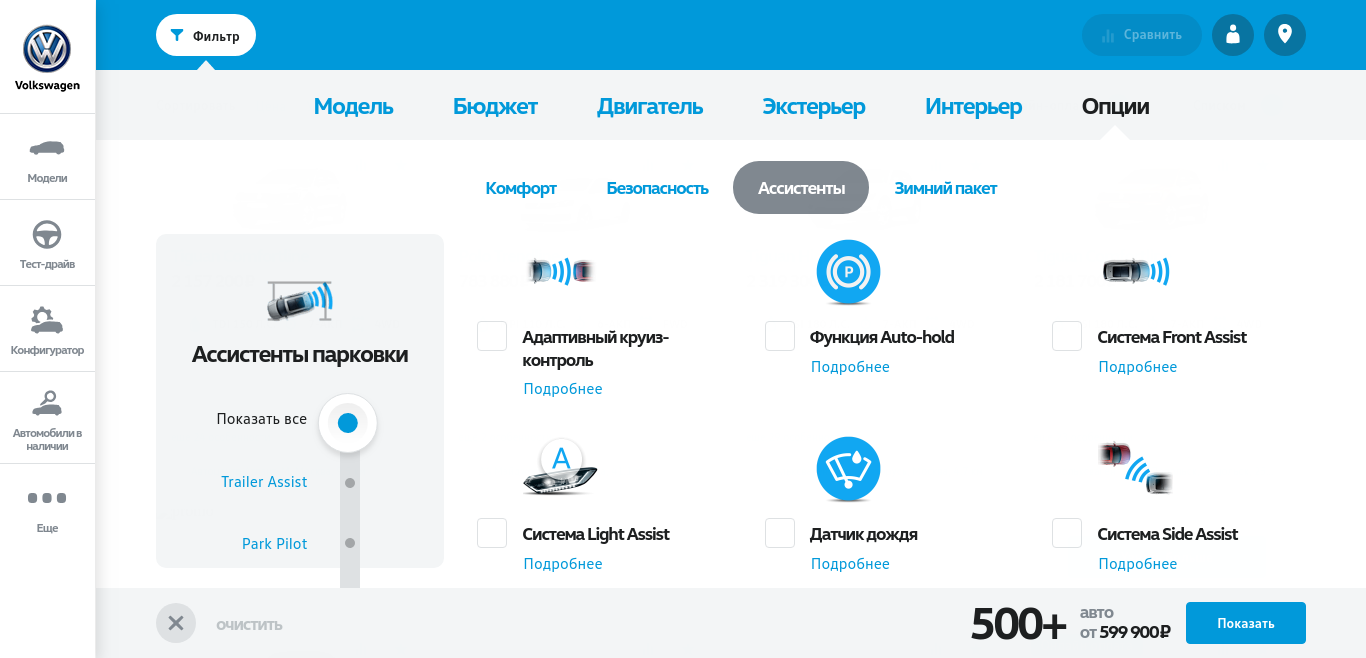 Фильтр
Сравнить
Volkswagen
Модель Бюджет Двигатель Экстерьер Интерьер Опции
Модели
Комфорт Безопасность Ассистенты Зимний пакет
Тест-драйв
Конфигуратор
Автомобили в
наличии
Еще
Ассистенты парковки
Показать все
Trailer Assist
Park Pilot
P
Адаптивный круиз-
контроль
Подробнее
Функция Auto-hold
Подробнее
Система Front Assist
Подробнее
A
Система Light Assist
Подробнее
Датчик дождя
Подробнее
Система Side Assist
Подробнее
очистить
500+
авто
от 599 900₽
Показать